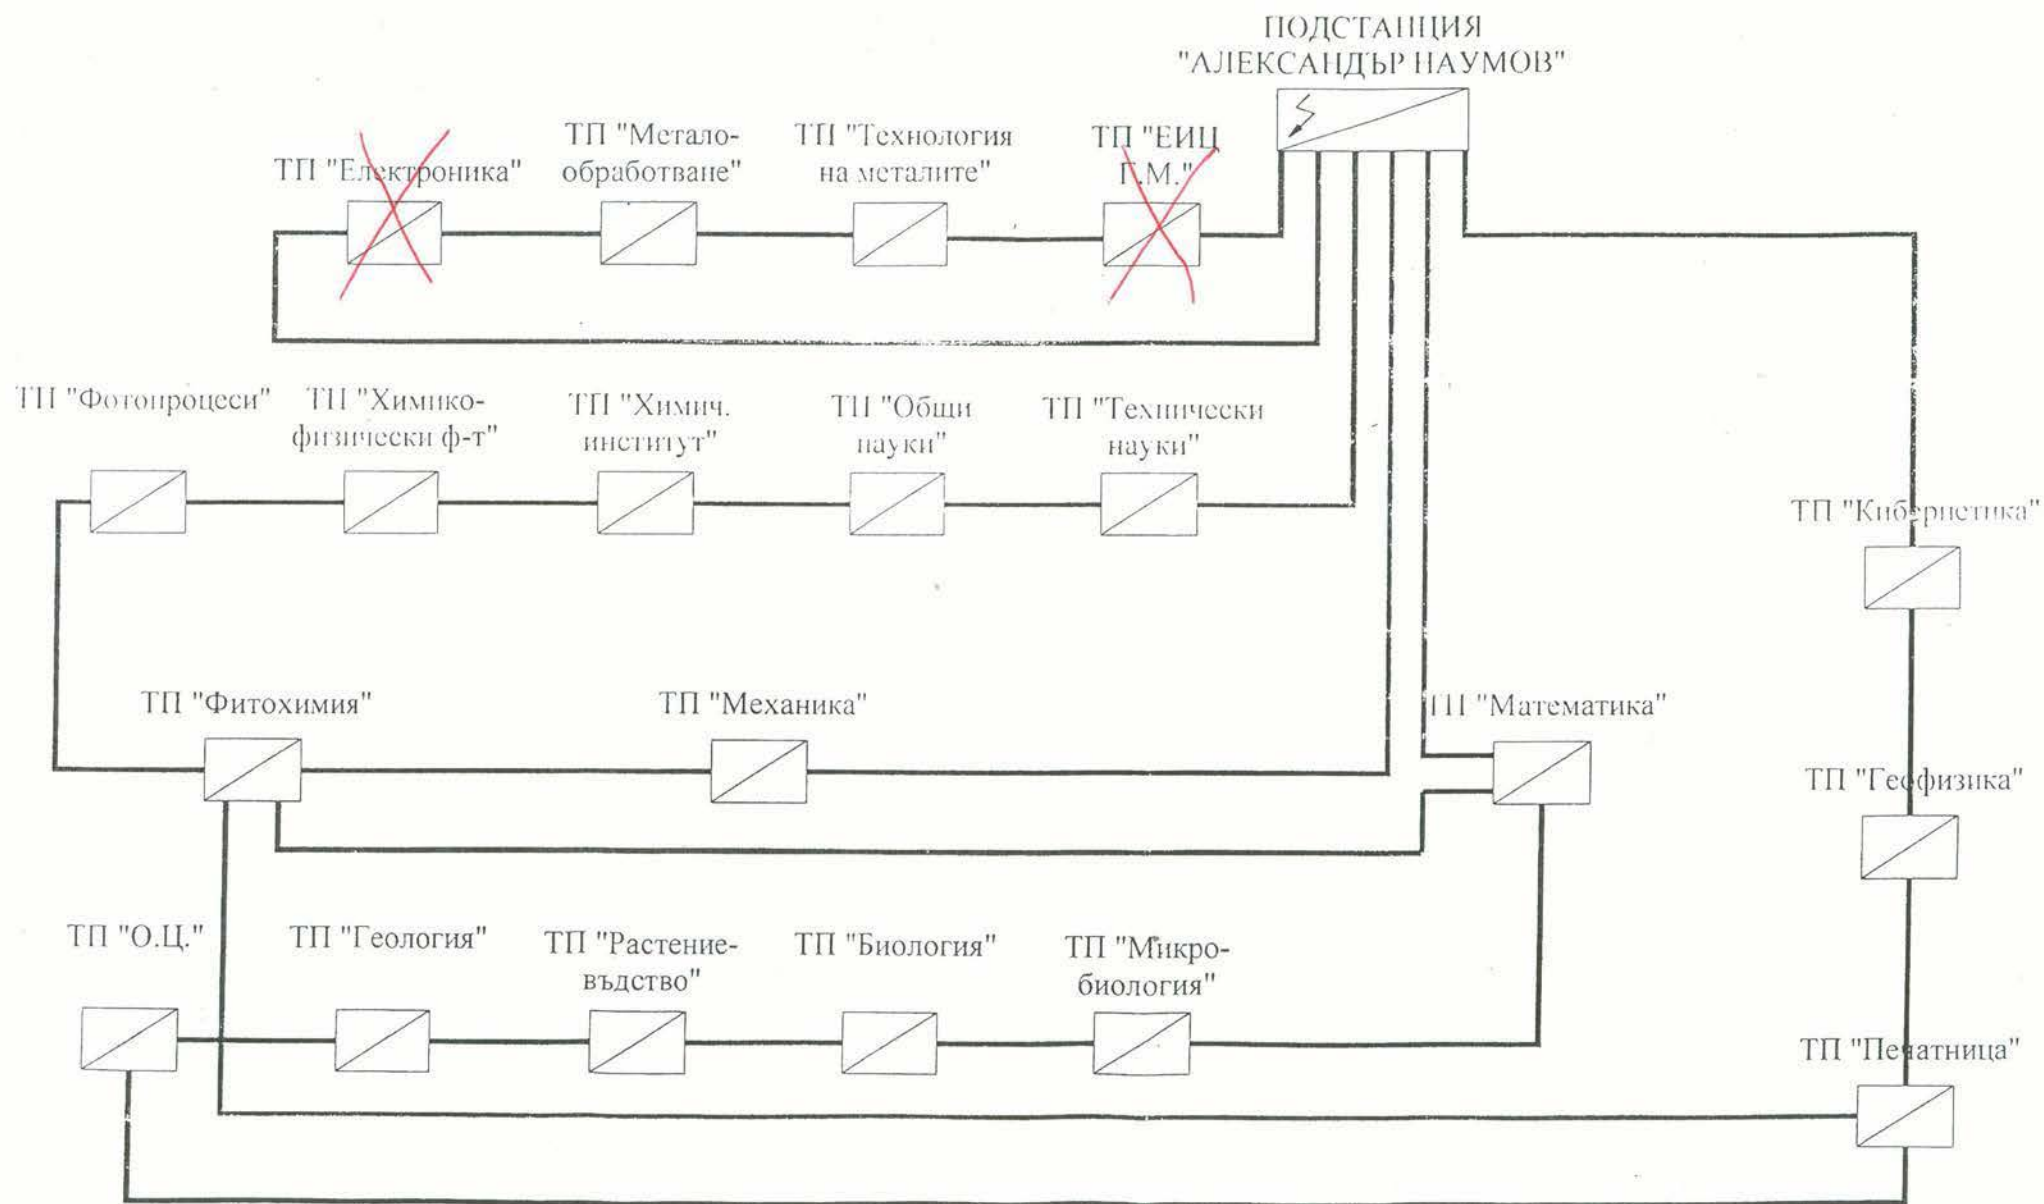 ПОДСТАНЦИЯ
"АЛЕКСАНДЪР НАУМОВ"
ТП "Електроника"
ТП "Метало-
обработване"
ТП "Технология
на металите"
ТП "ЕИЦ
Г.М."
ТП "Фотопроцеси"
ТП "Химико-
физически ф-т"
ТП "Химич.
институт"
ТП "Общи
науки"
ТП "Технически
науки"
ТП "Кибернетика"
ТП "Фитохимия"
ТП "Механика"
ТП "Математика"
ТП "Геофизика"
ТП "О.Ц."
ТП "Геология"
ТП "Растение-
въдство"
ТП "Биология"
ТП "Микро-
биология"
ТП "Печатница"